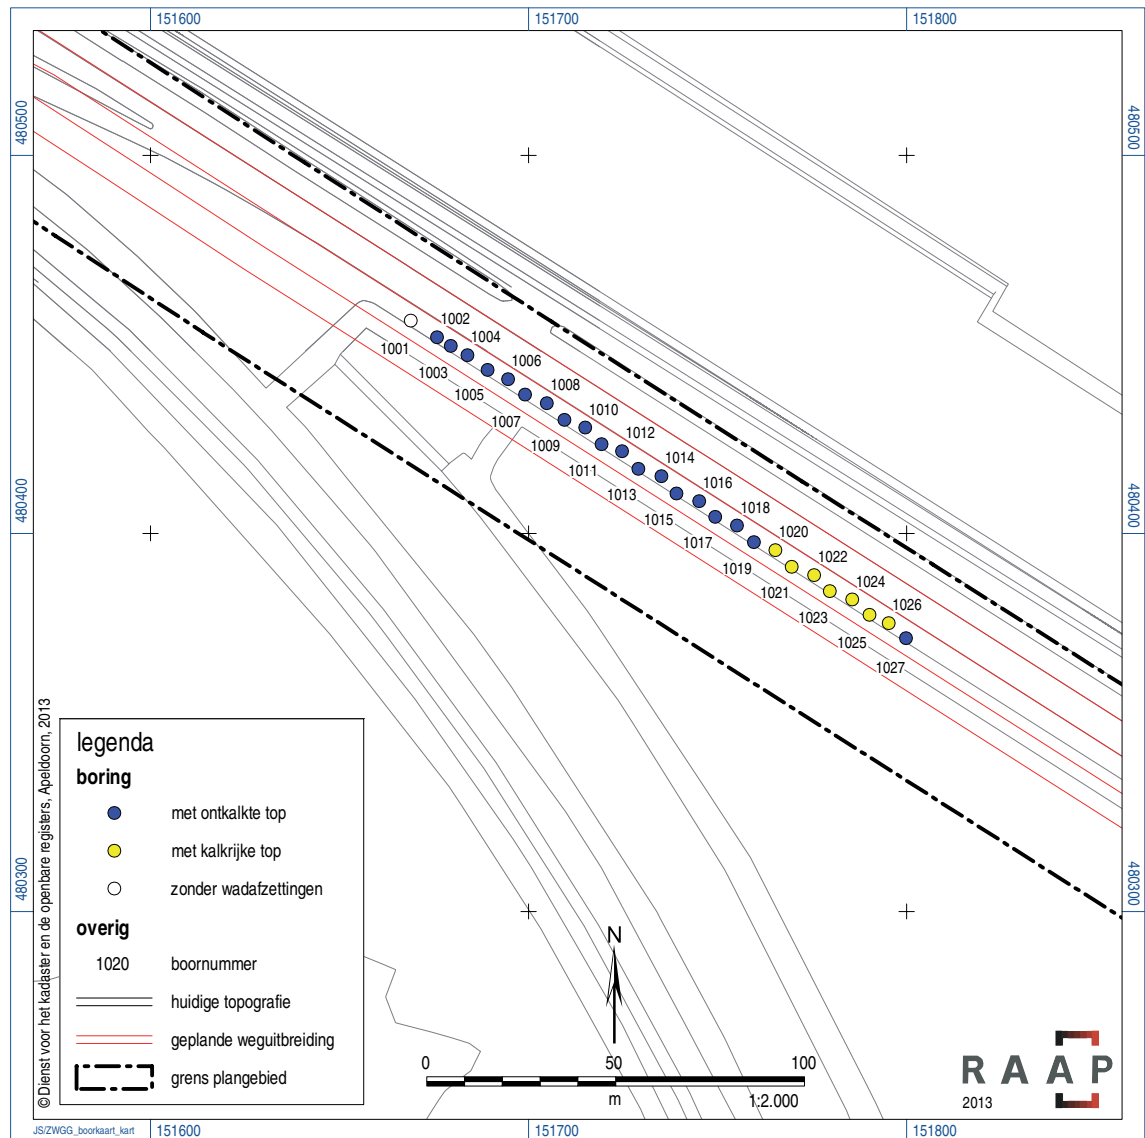 151600
151700
151800
480500
480500
1002
1004
1001
1006
1003
1008
1005
1010
1007
1012
1009
1014
1011
1016
1013
1018
1015
480400
480400
1017
1020
1019
1022
1021
1024
1023
1026
1025
1027
legenda
boring
met ontkalkte top
met kalkrijke top
zonder wadafzettingen
overig
1020 boornummer
huidige topografie
geplande weguitbreiding
grens plangebied
480300
480300
© Dienst voor het kadaster en de openbare registers, Apeldoorn, 2013
N
0 50 100
m 1:2.000
RAAP
2013
JS/ZWGG_boorkaart_kart
151600
151700
151800